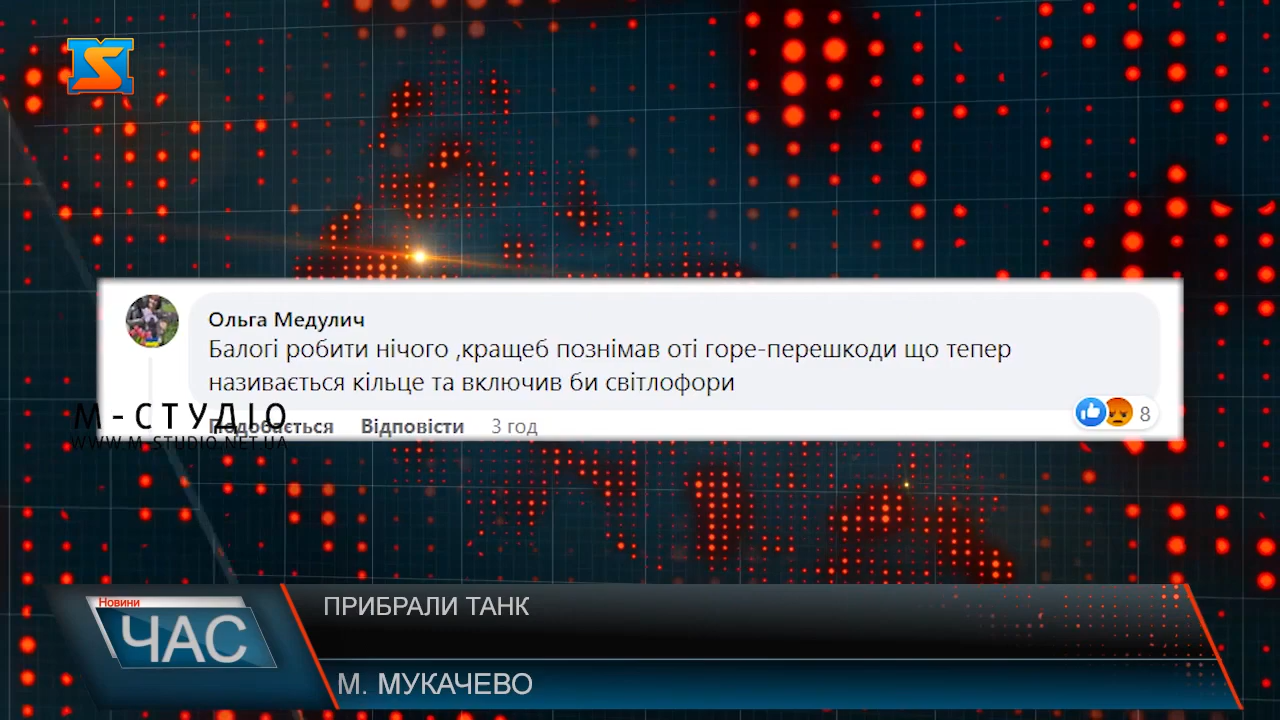 Ольга Медулич
Балогі робити нічого ,кращеб познімав оті горе-перешкоди що тепер
називається кільце та включив би світлофори
Подобається Відповісти 3 год
8
М-СТУДІО
WWW.M-STUDIO.NET.UA
Новини
ЧАС
ПРИБРАЛИ ТАНК
М. МУКАЧЕВО